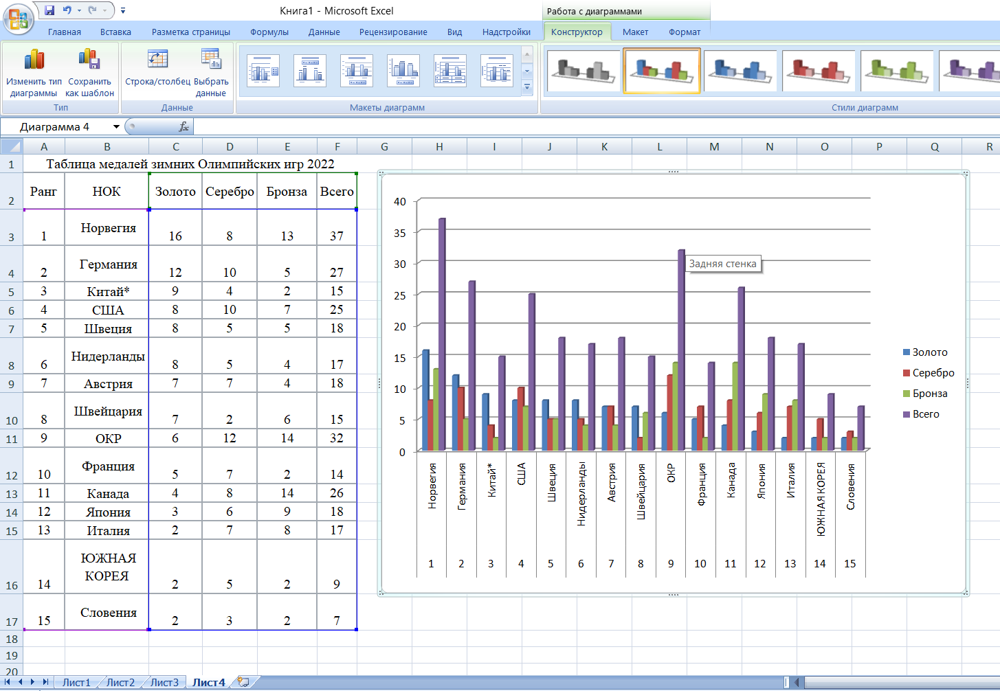 Книга1 - Microsoft Excel
Работа с диаграммами
Главная Вставка Разметка страницы Формулы Данные Рецензирование Вид Надстройки Конструктор Макет Формат
Изменить тип диаграммы
Сохранить как шаблон
Строка/столбец
Выбрать данные
Тип Данные Макеты диаграмм Стили диаграмм
Диаграмма 4 fx
A B C D E F G H I J K L M N O P Q R
1 Таблица медалей зимних Олимпийских игр 2022
2 Ранг НОК Золото Серебро Бронза Всего
3 1 Норвегия 16 8 13 37
4 2 Германия 12 10 5 27
5 3 Китай* 9 4 2 15
6 4 США 8 10 7 25
7 5 Швеция 8 5 5 18
8 6 Нидерланды 8 5 4 17
9 7 Австрия 7 7 4 18
10 8 Швейцария 7 2 6 15
11 9 ОКР 6 12 14 32
12 10 Франция 5 7 2 14
13 11 Канада 4 8 14 26
14 12 Япония 3 6 9 18
15 13 Италия 2 7 8 17
16 14 ЮЖНАЯ КОРЕЯ 2 5 2 9
17 15 Словения 2 3 2 7
18
19
20
40
35
30
25
20
15
10
5
0
Задняя стенка
Золото
Серебро
Бронза
Всего
Норвегия Германия Китай* США Швеция Нидерланды Австрия Швейцария ОКР Франция Канада Япония Италия ЮЖНАЯ КОРЕЯ Словения
1 2 3 4 5 6 7 8 9 10 11 12 13 14 15
Лист1 Лист2 Лист3 Лист4